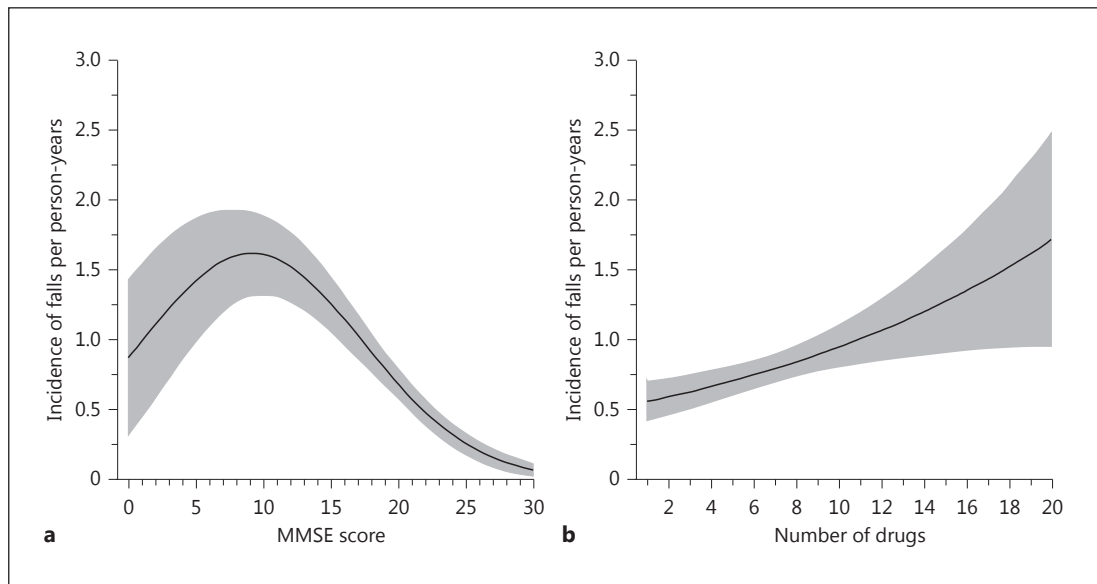 3.0
2.5
2.0
1.5
1.0
0.5
0
Incidence of falls per person-years
0 5 10 15 20 25 30
MMSE score
a
3.0
2.5
2.0
1.5
1.0
0.5
0
Incidence of falls per person-years
2 4 6 8 10 12 14 16 18 20
Number of drugs
b